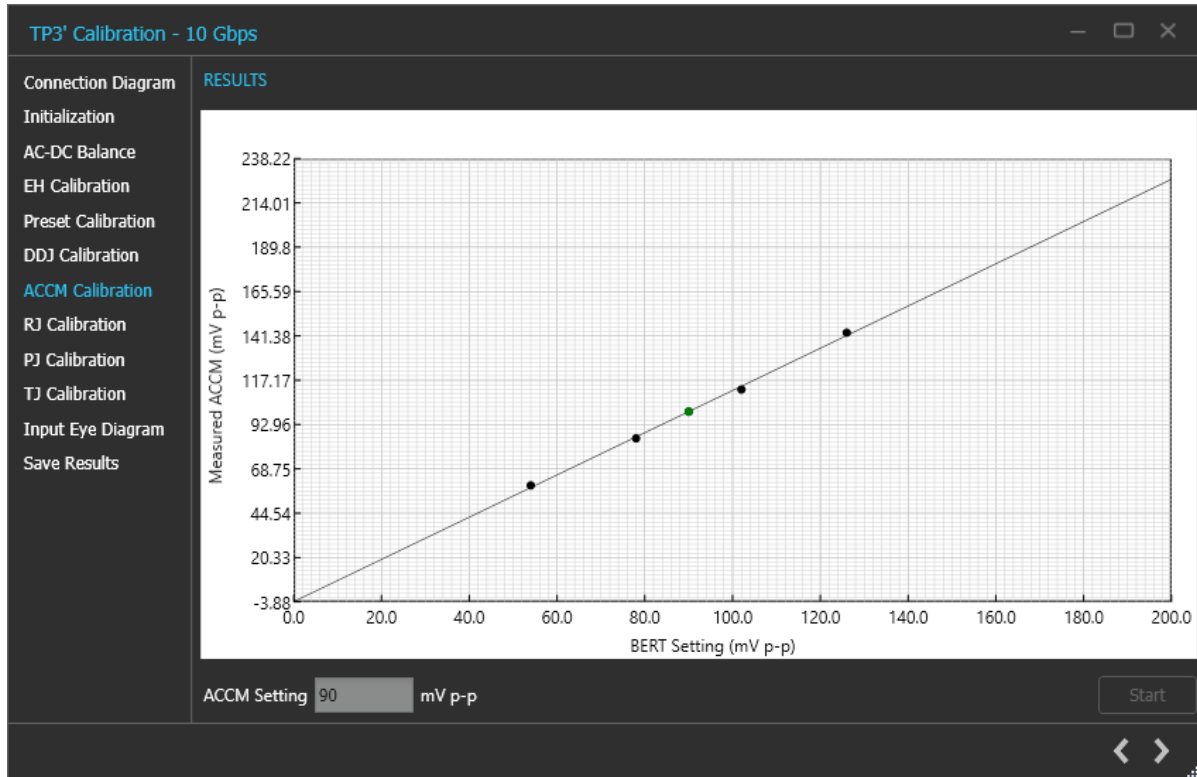 TP3' Calibration - 10 Gbps
Connection Diagram
Initialization
AC-DC Balance
EH Calibration
Preset Calibration
DDJ Calibration
ACCM Calibration
RJ Calibration
PJ Calibration
TJ Calibration
Input Eye Diagram
Save Results
RESULTS
Measured ACCM (mV p-p)
238.22
214.01
189.8
165.59
141.38
117.17
92.96
68.75
44.54
20.33
-3.88
0.0 20.0 40.0 60.0 80.0 100.0 120.0 140.0 160.0 180.0 200.0
BERT Setting (mV p-p)
ACCM Setting 90 mV p-p
Start